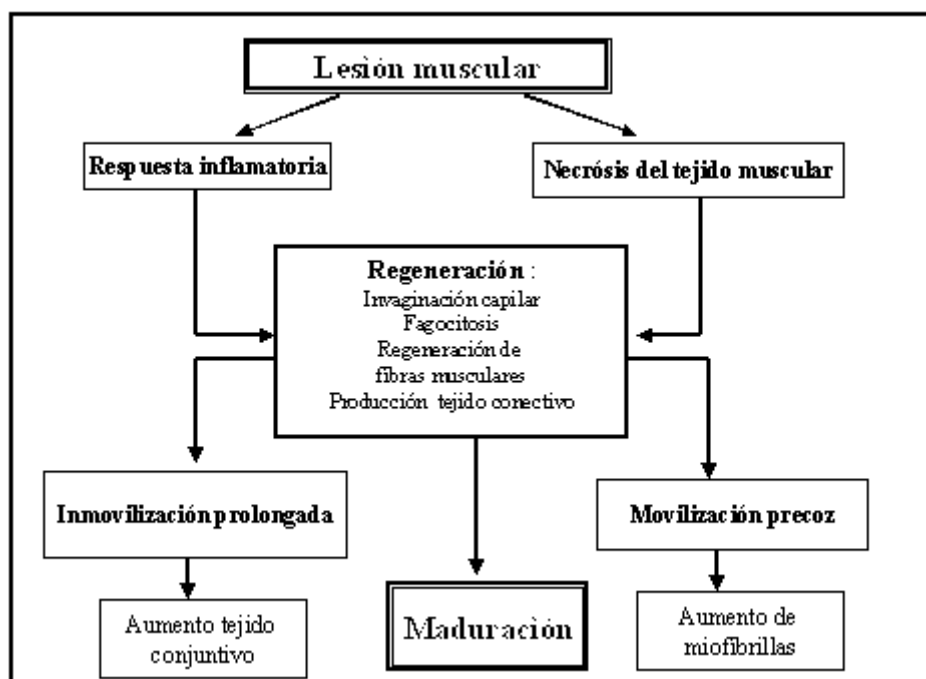 Lesión muscular
Respuesta inflamatoria
Necrósis del tejido muscular
Regeneración :
Invaginación capilar
Fagocitosis
Regeneración de
fibras musculares
Producción tejido conectivo
Inmovilización prolongada
Movilización precoz
Aumento tejido
conjuntivo
Maduración
Aumento de
miofibrillas